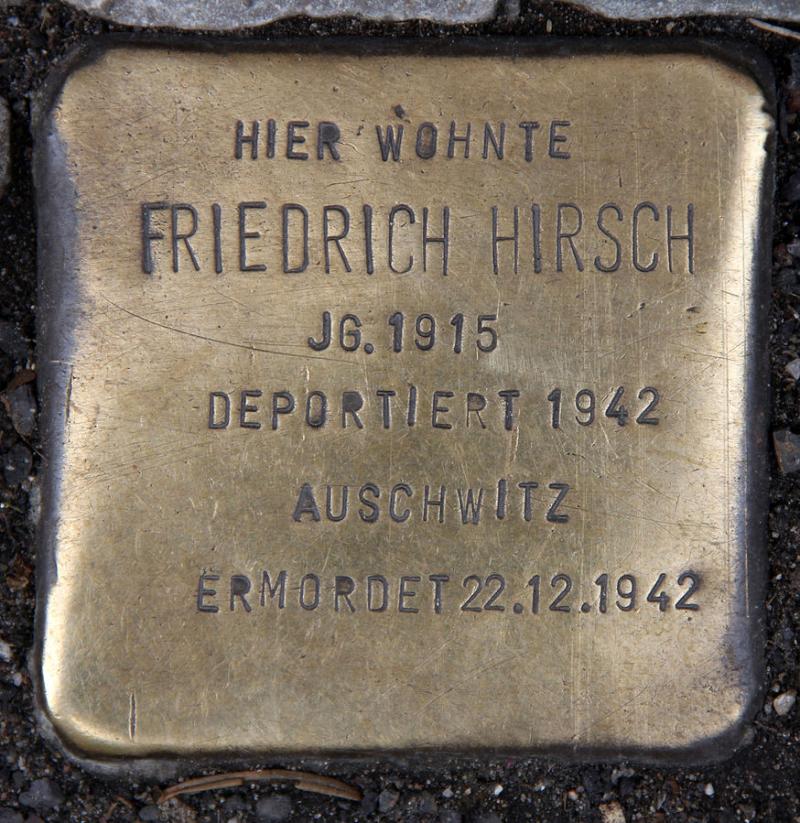 HIER WOHNTE
FRIEDRICH HIRSCH
JG. 1915
DEPORTIERT 1942
AUSCHWITZ
ERMORDET 22.12.1942